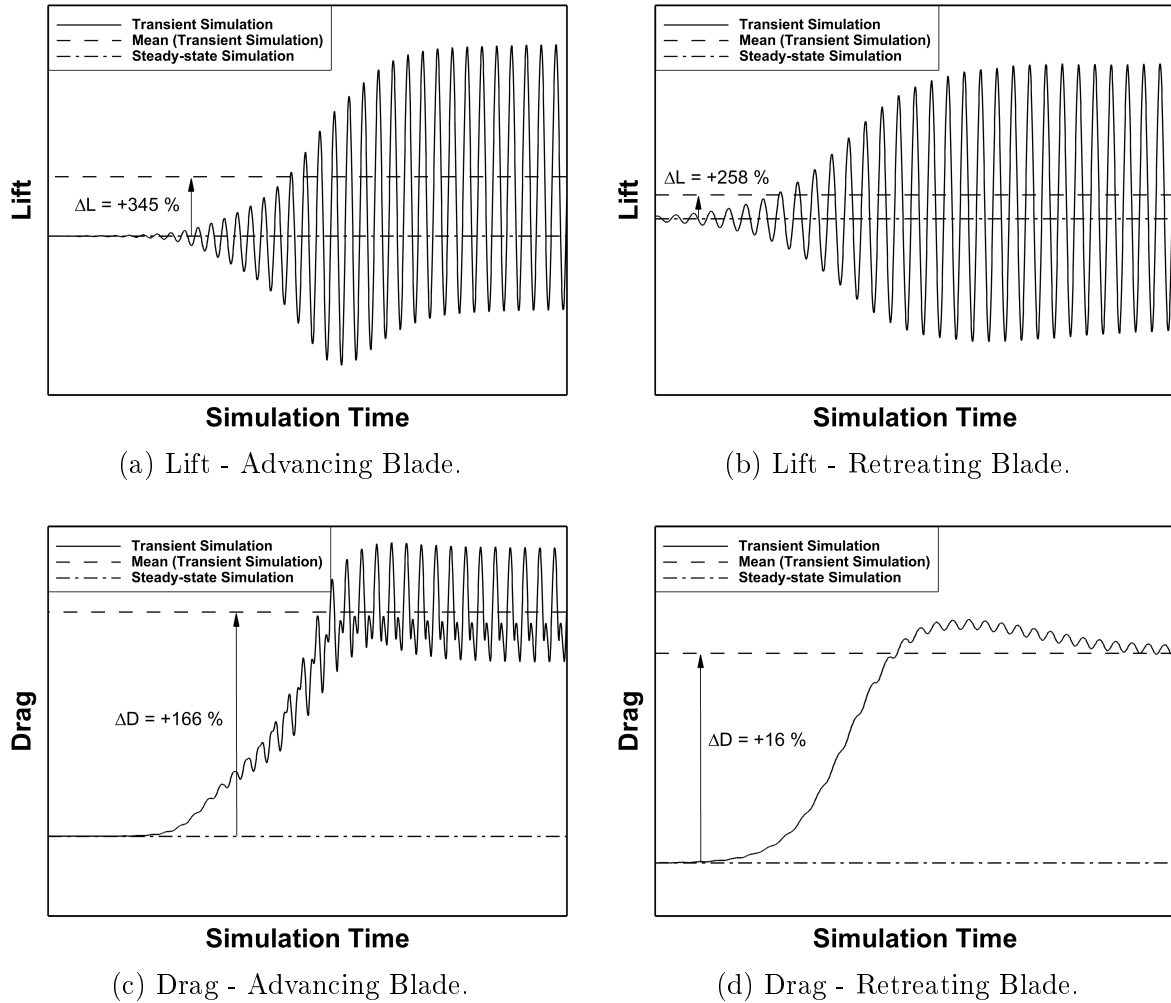 Transient Simulation
Mean (Transient Simulation)
Steady-state Simulation
ΔL = +345 %
Lift
Simulation Time
(a) Lift - Advancing Blade.
Transient Simulation
Mean (Transient Simulation)
Steady-state Simulation
ΔL = +258 %
Lift
Simulation Time
(b) Lift - Retreating Blade.
Transient Simulation
Mean (Transient Simulation)
Steady-state Simulation
ΔD = +166 %
Drag
Simulation Time
(c) Drag - Advancing Blade.
Transient Simulation
Mean (Transient Simulation)
Steady-state Simulation
ΔD = +16 %
Drag
Simulation Time
(d) Drag - Retreating Blade.